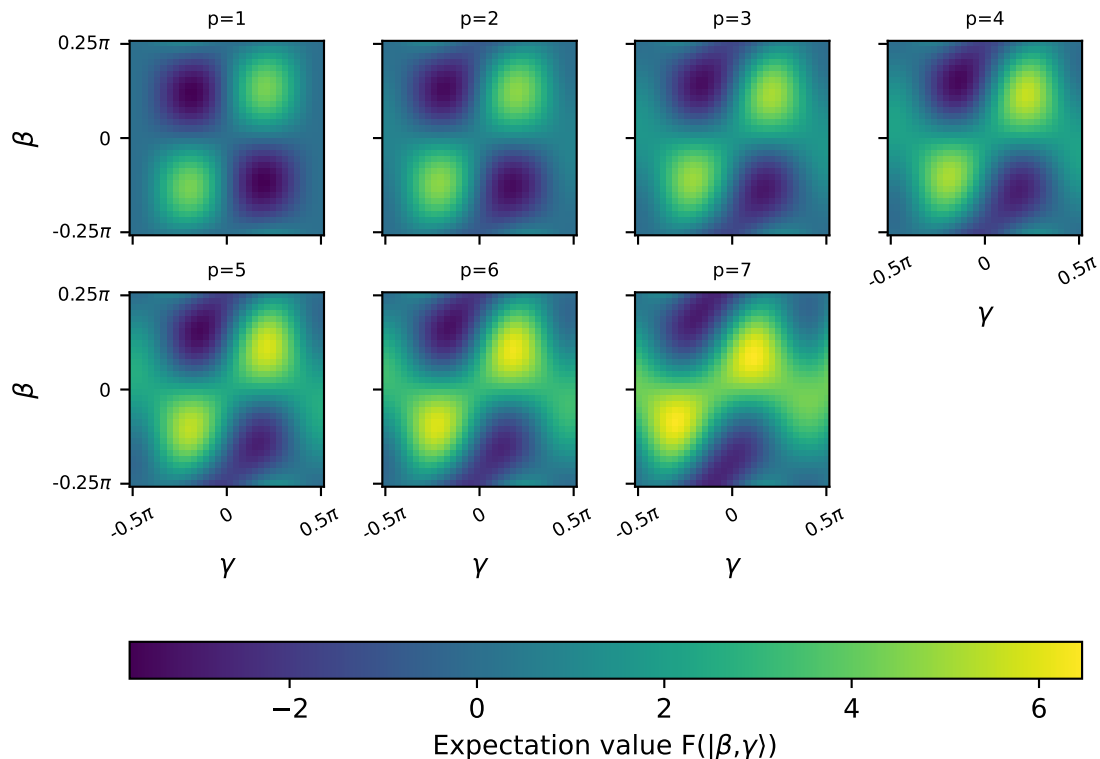 p=1 p=2 p=3 p=4
0.25π
β 0
-0.25π
-0.5π 0 0.5π
γ
p=5 p=6 p=7
0.25π
β 0
-0.25π
-0.5π 0 0.5π -0.5π 0 0.5π -0.5π 0 0.5π
γ γ γ
−2 0 2 4 6
Expectation value F(|β,γ⟩)